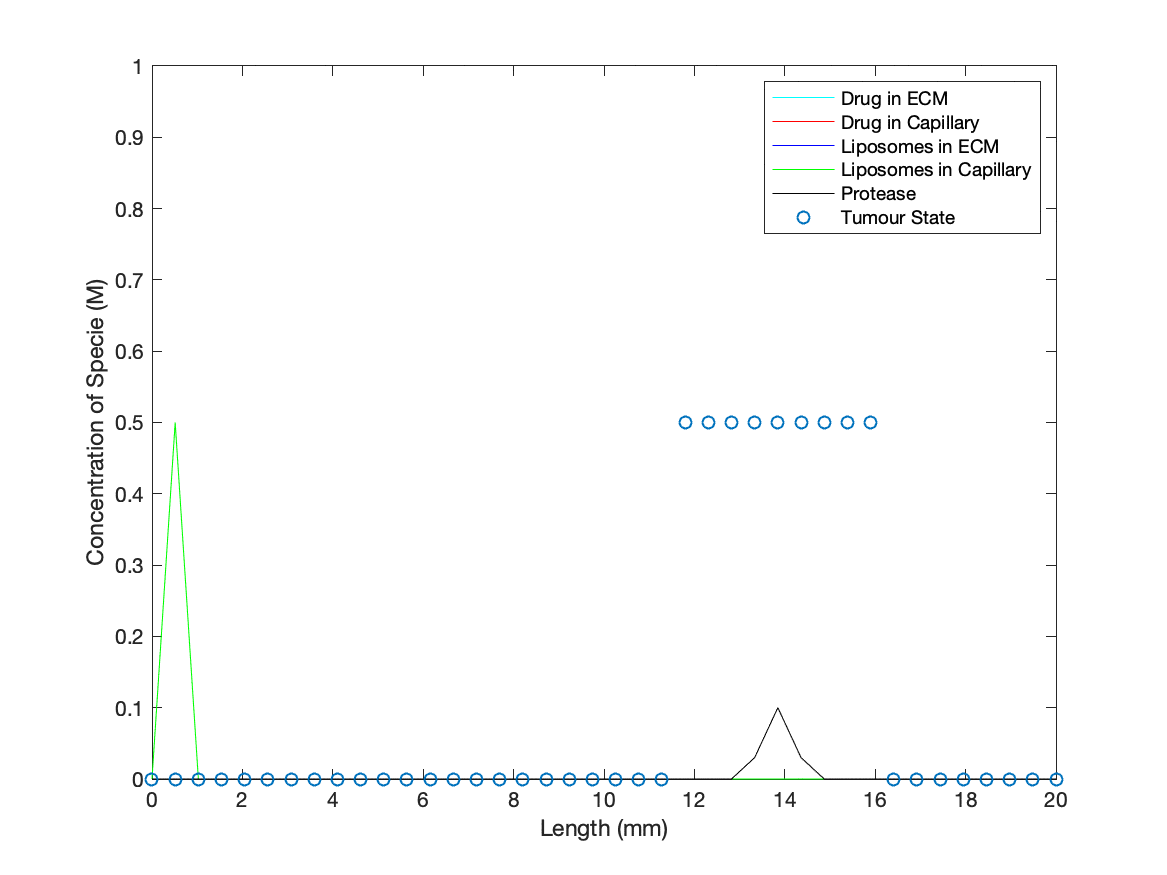 1
0.9
0.8
0.7
0.6
0.5
0.4
0.3
0.2
0.1
0
Concentration of Specie (M)
Drug in ECM
Drug in Capillary
Liposomes in ECM
Liposomes in Capillary
Protease
Tumour State
0 2 4 6 8 10 12 14 16 18 20
Length (mm)